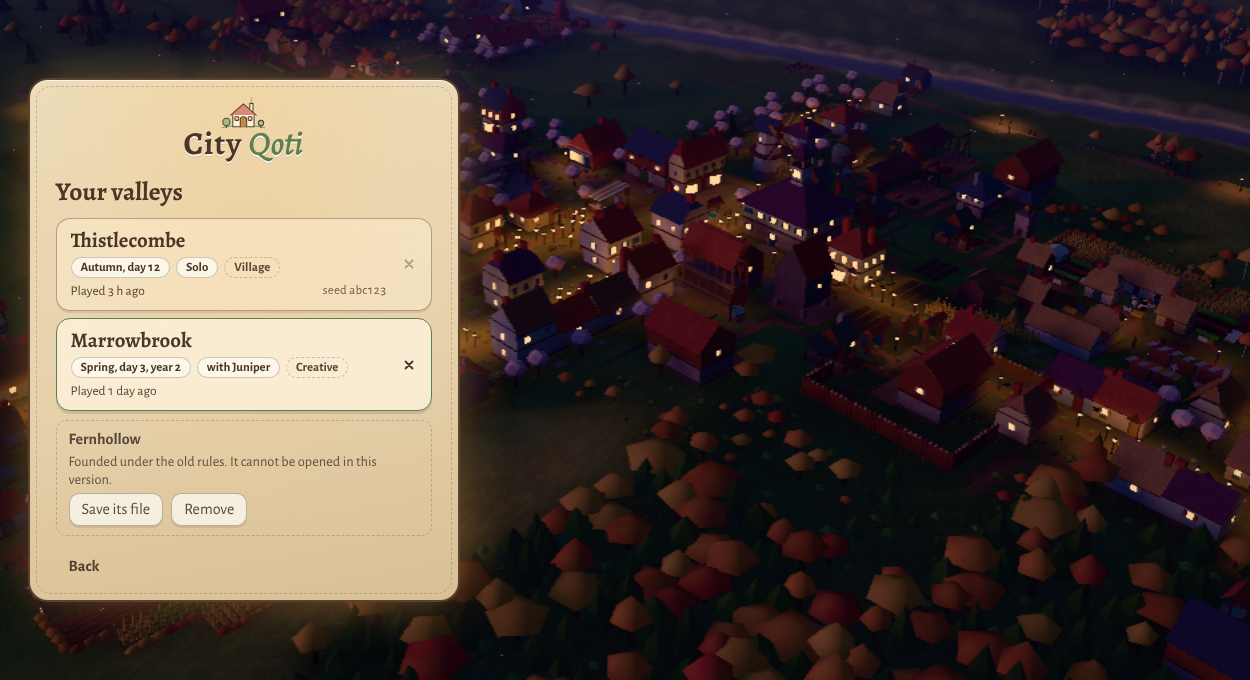 City Qoti
Your valleys
Thistlecombe
Autumn, day 12 Solo Village
Played 3 h ago seed abc123
Marrowbrook
Spring, day 3, year 2 with Juniper Creative
Played 1 day ago
Fernhollow
Founded under the old rules. It cannot be opened in this
version.
Save its file Remove
Back